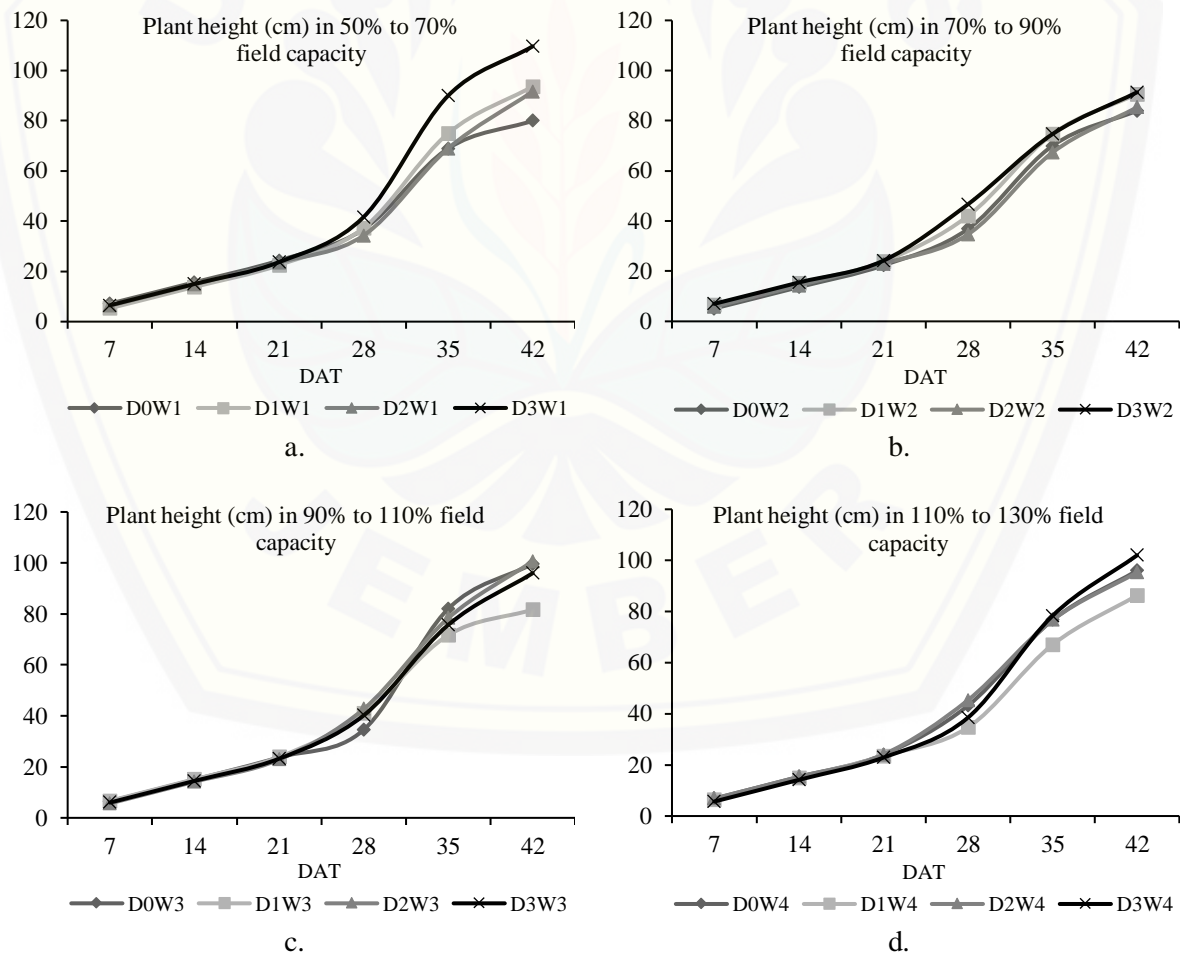 Plant height (cm) in 50% to 70%
field capacity
120
100
80
60
40
20
0
7 14 21 28 35 42
DAT
D0W1 D1W1 D2W1 D3W1
a.
Plant height (cm) in 70% to 90%
field capacity
120
100
80
60
40
20
0
7 14 21 28 35 42
DAT
D0W2 D1W2 D2W2 D3W2
b.
Plant height (cm) in 90% to 110% field
capacity
120
100
80
60
40
20
0
7 14 21 28 35 42
DAT
D0W3 D1W3 D2W3 D3W3
c.
Plant height (cm) in 110% to 130% field
capacity
120
100
80
60
40
20
0
7 14 21 28 35 42
DAT
D0W4 D1W4 D2W4 D3W4
d.
EMBER